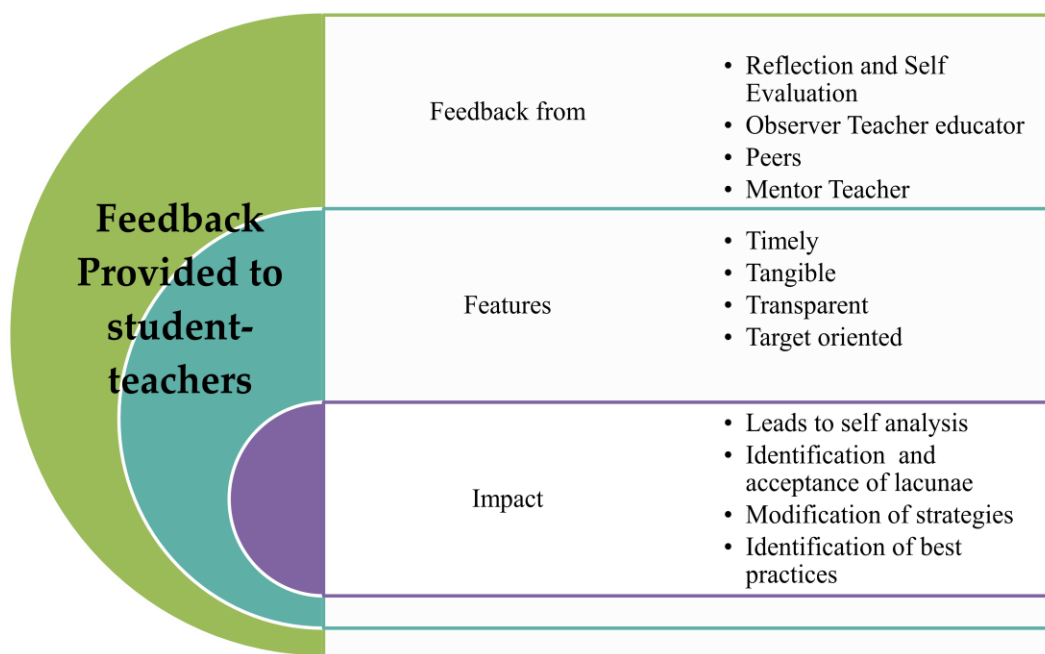 Feedback
Provided to
student-
teachers
Feedback from
• Reflection and Self
Evaluation
• Observer Teacher educator
• Peers
• Mentor Teacher
Features
• Timely
• Tangible
• Transparent
• Target oriented
Impact
• Leads to self analysis
• Identification and
acceptance of lacunae
• Modification of strategies
• Identification of best
practices